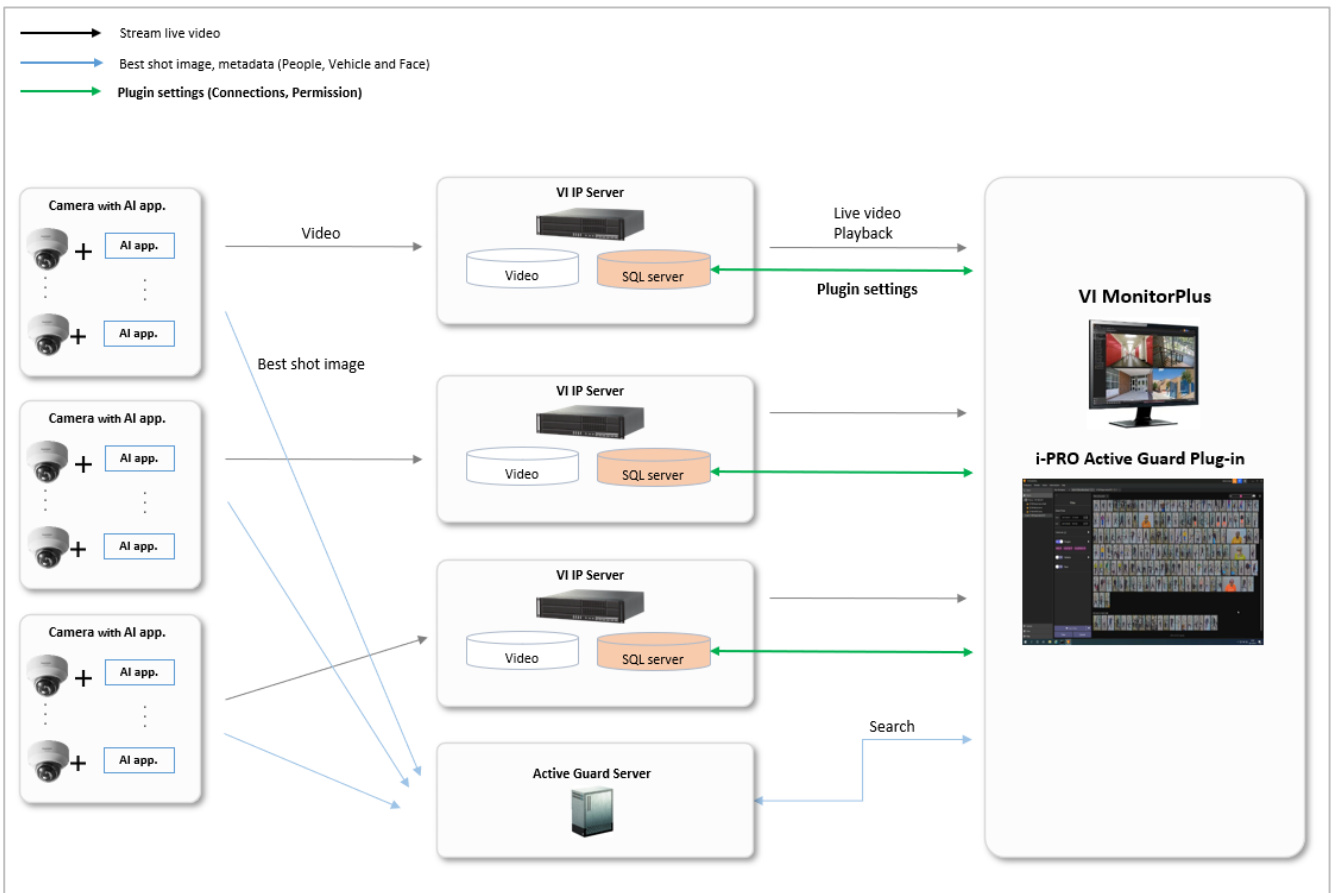 Stream live video
Best shot image, metadata (People, Vehicle and Face)
Plugin settings (Connections, Permission)
Camera with AI app.
+ AI app.
+ AI app.
Video
Best shot image
VI IP Server
Video
SQL server
Live video
Playback
Plugin settings
Camera with AI app.
+ AI app.
+ AI app.
VI IP Server
Video
SQL server
Camera with AI app.
+ AI app.
+ AI app.
VI IP Server
Video
SQL server
Active Guard Server
Search
VI MonitorPlus
i-PRO Active Guard Plug-in